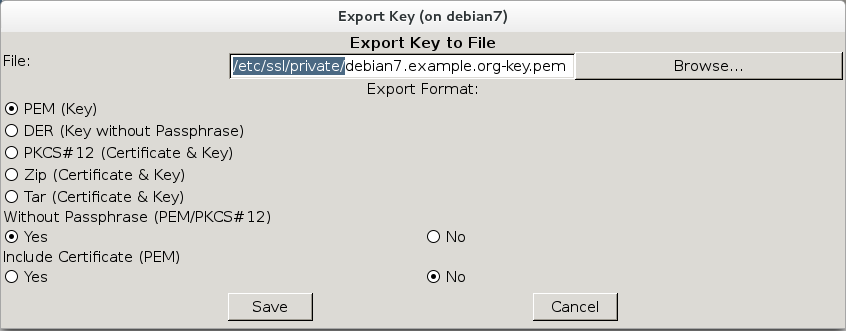 Export Key (on debian7)
Export Key to File
File: /etc/ssl/private/debian7.example.org-key.pem Browse...
Export Format:
PEM (Key)
DER (Key without Passphrase)
PKCS#12 (Certificate & Key)
Zip (Certificate & Key)
Tar (Certificate & Key)
Without Passphrase (PEM/PKCS#12)
Yes No
Include Certificate (PEM)
Yes No
Save Cancel